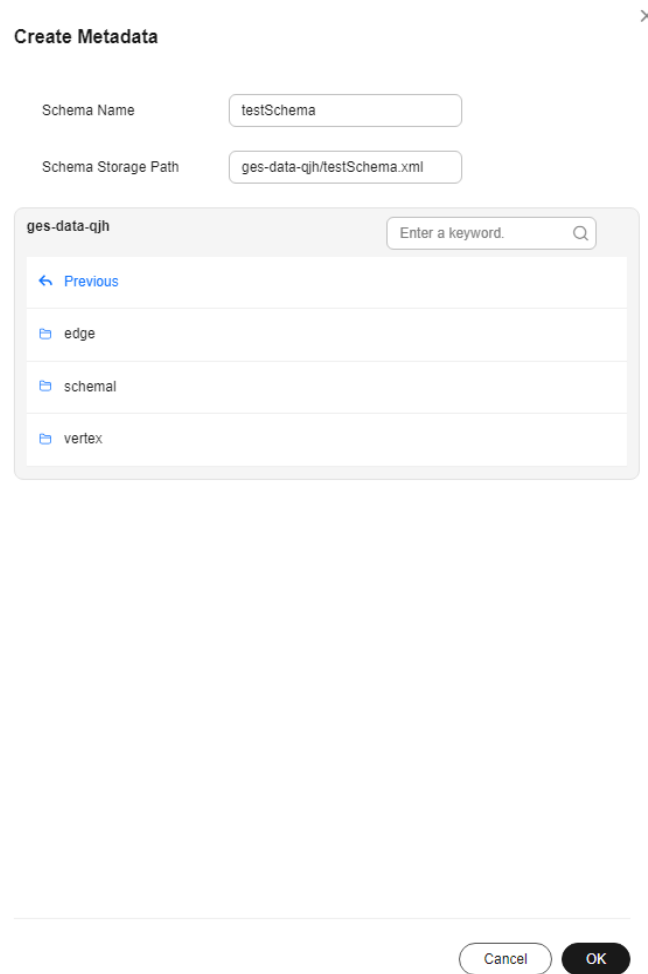 Create Metadata
Schema Name testSchema
Schema Storage Path ges-data-qjh/testSchema.xml
ges-data-qjh Enter a keyword.
Previous
edge
schemal
vertex
Cancel OK